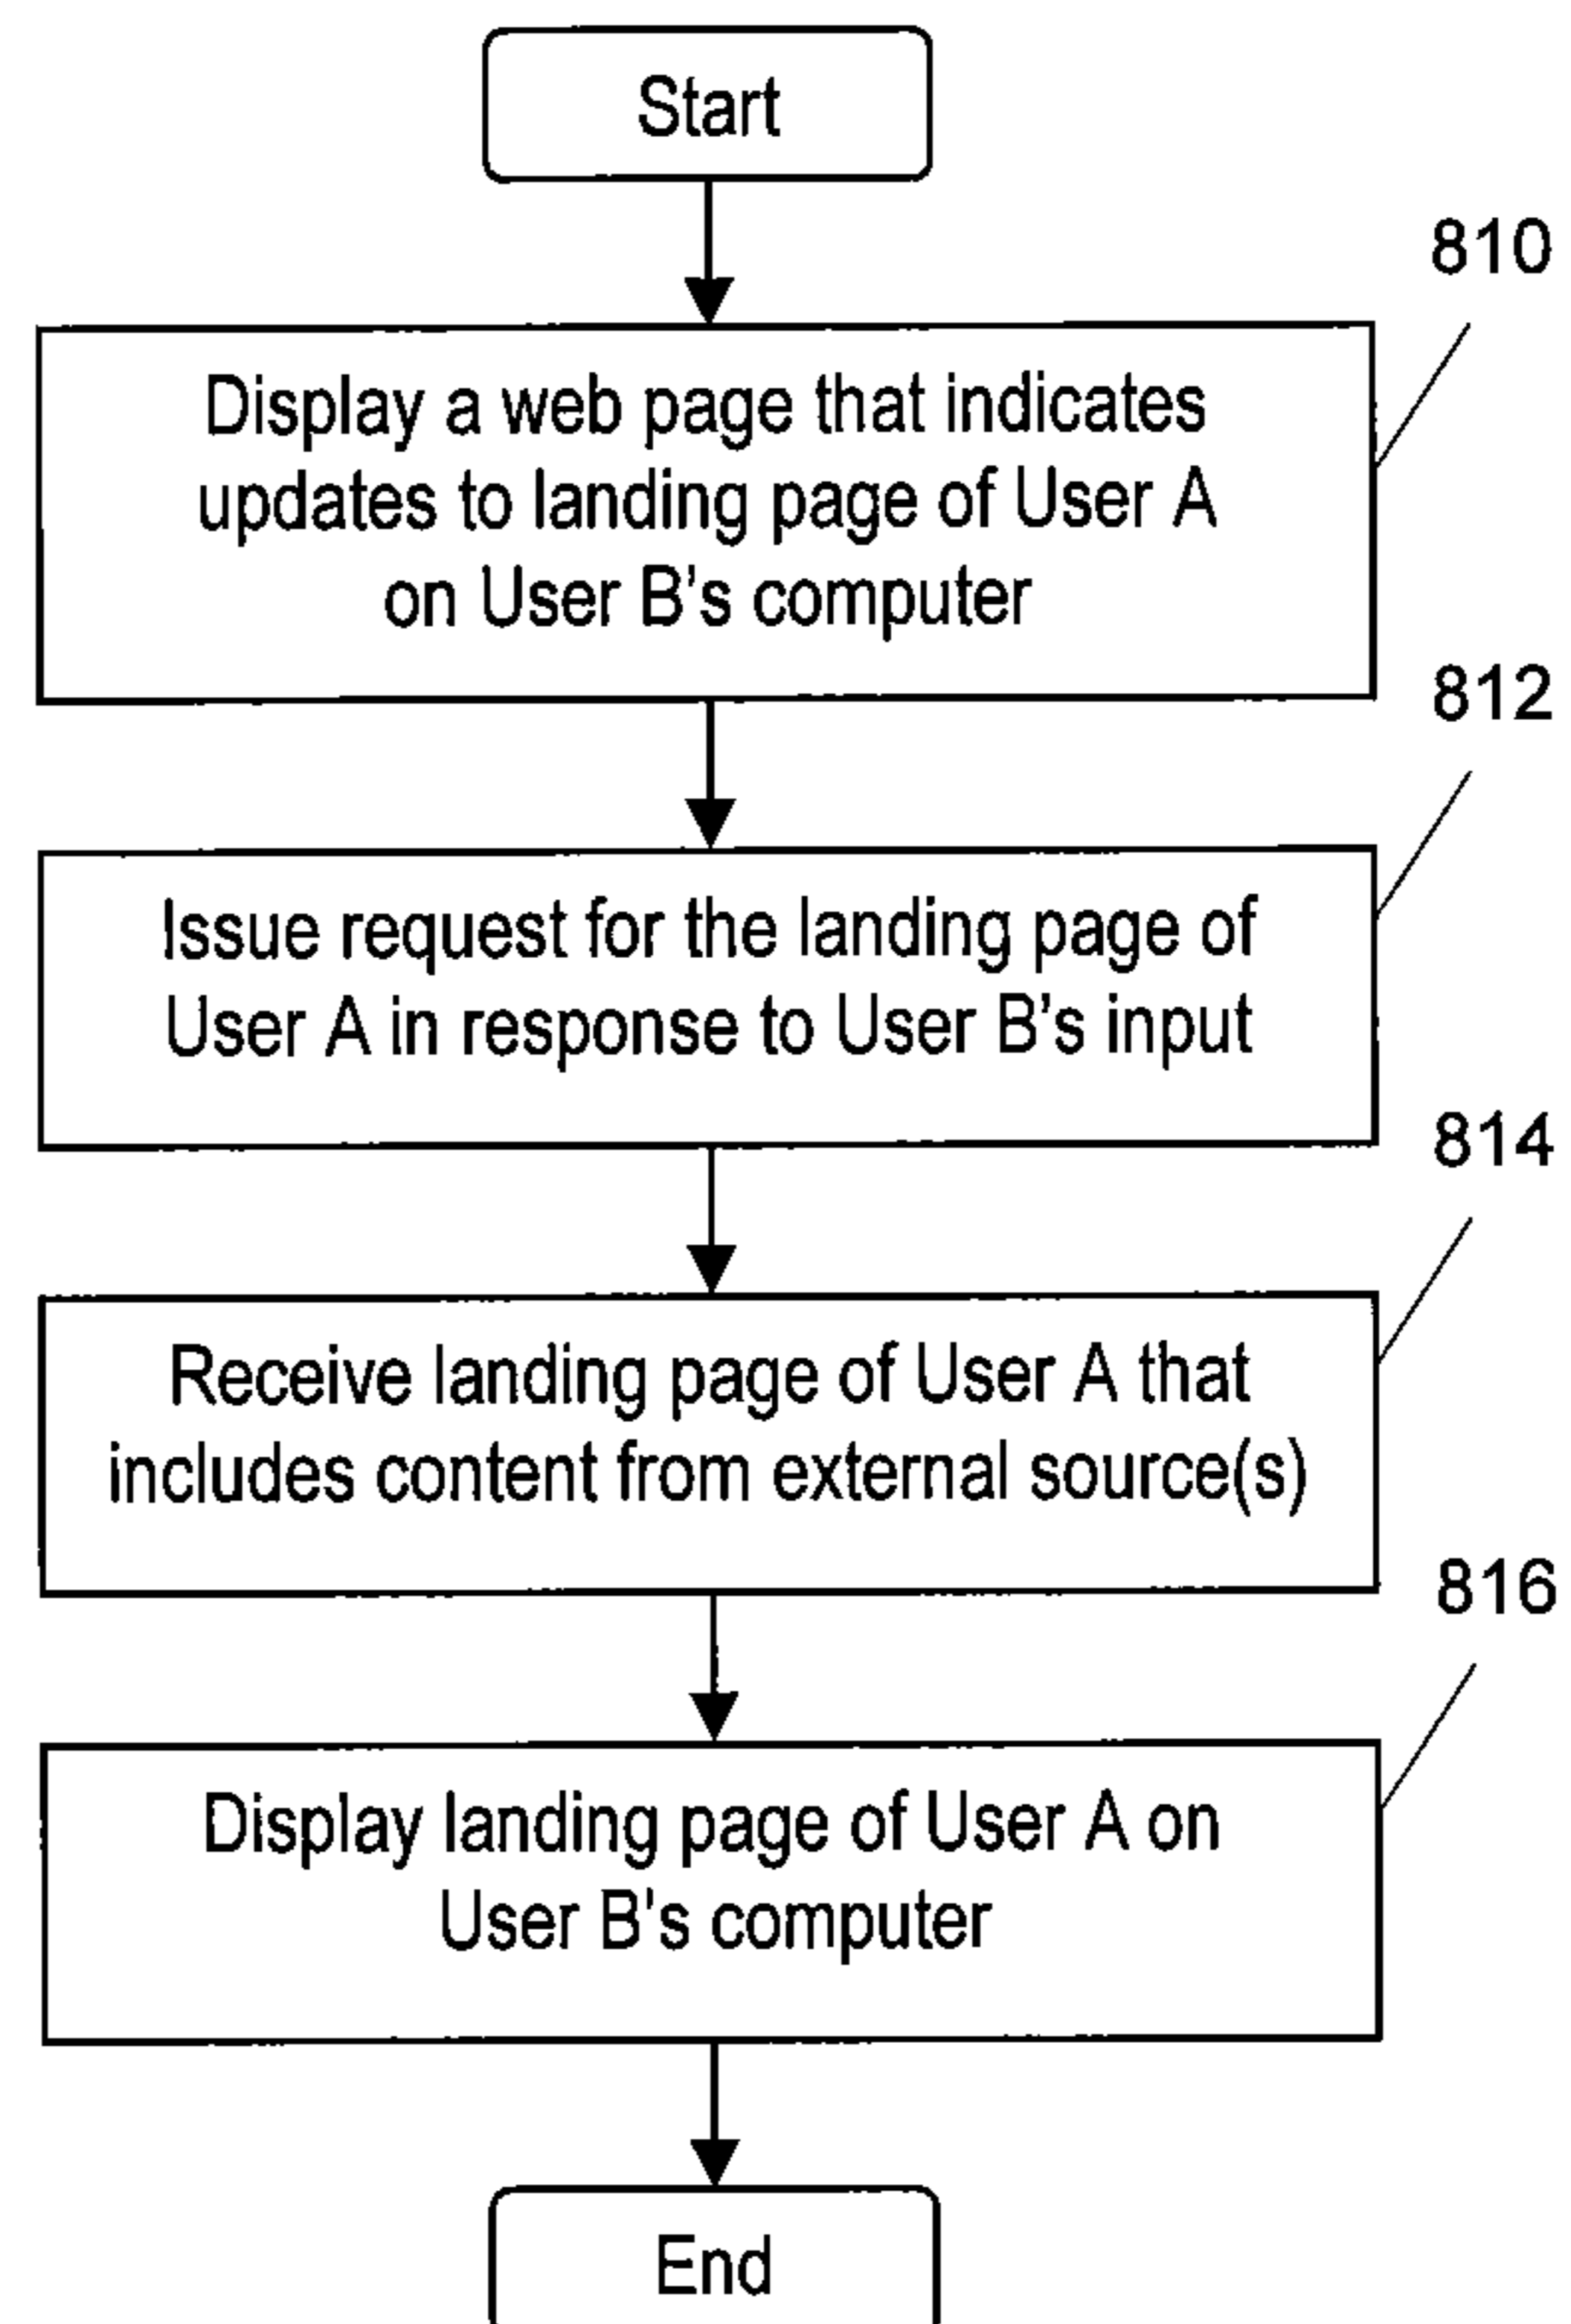 Start
810
Display a web page that indicates
updates to landing page of User A
on User B's computer
812
Issue request for the landing page of
User A in response to User B's input
814
Receive landing page of User A that
includes content from external source(s)
816
Display landing page of User A on
User B's computer
End